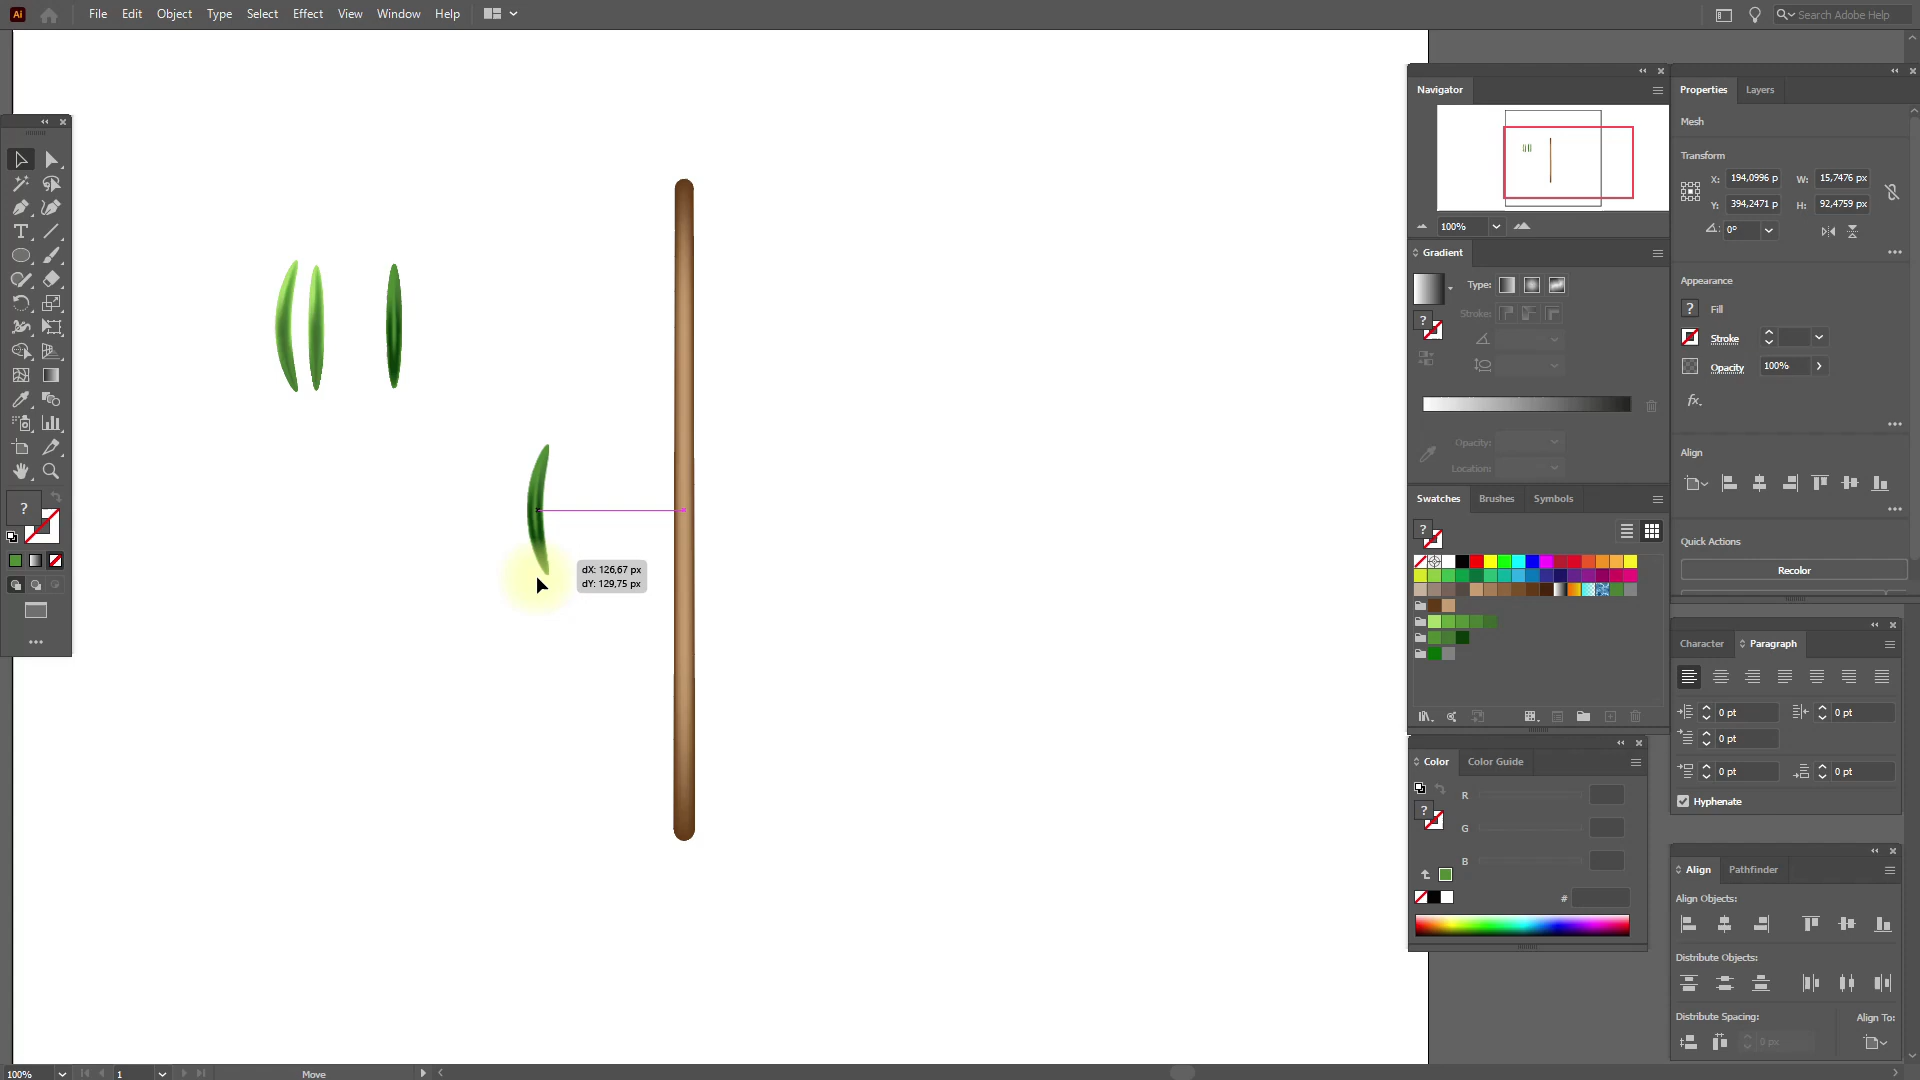 Ai
File Edit Object Type Select Effect View Window Help
Search Adobe Help
Navigator
100%
Gradient
Type:
Stroke:
Opacity:
Location:
Swatches Brushes Symbols
Color Color Guide
R
G
B
#
Properties Layers
Mesh
Transform
X: 194,0996 p W: 15,7476 px
Y: 394,2471 p H: 92,4759 px
0°
Appearance
? Fill
Stroke
Opacity 100%
fx.
Align
Quick Actions
Recolor
Character Paragraph
0 pt 0 pt
0 pt
0 pt 0 pt
Hyphenate
Align Pathfinder
Align Objects:
Distribute Objects:
Distribute Spacing: Align To:
0 px
dX: 126,67 px
dY: 129,75 px
?
100% 1 Move